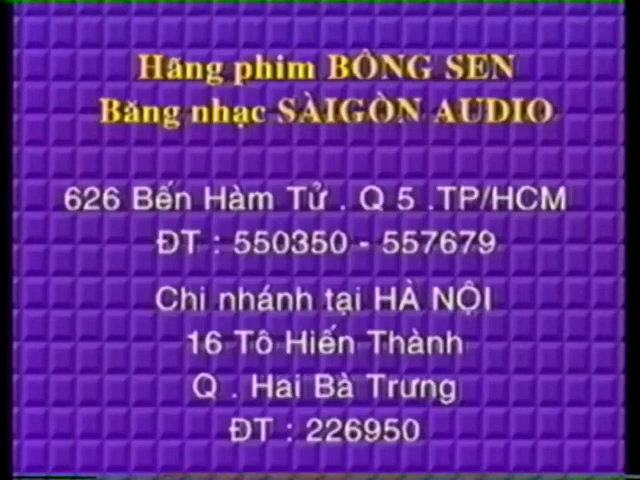 Hãng phim BÔNG SEN
Băng nhạc SÀIGÒN AUDIO
626 Bến Hàm Tử . Q 5 .TP/HCM
ĐT : 550350 - 557679
Chi nhánh tại HÀ NỘI
16 Tô Hiến Thành
Q . Hai Bà Trưng
ĐT : 226950